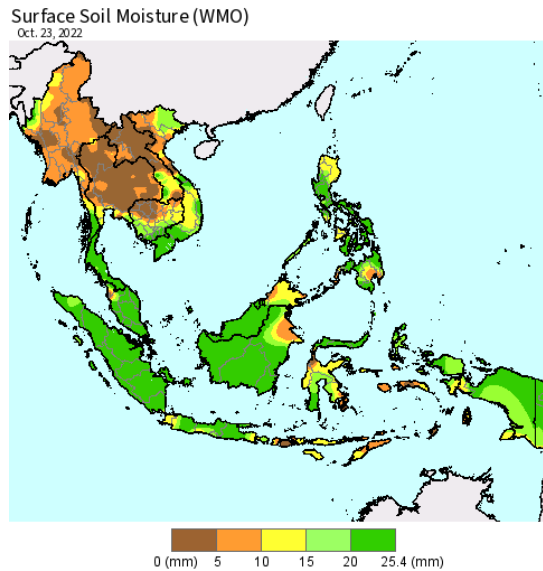 Surface Soil Moisture (WMO)
Oct. 23, 2022
0 (mm) 5 10 15 20 25.4 (mm)